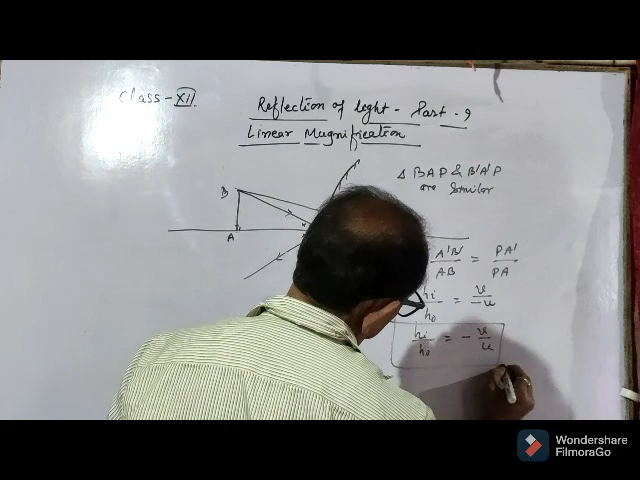 Class - XII
Reflection of light - Part - 9
Linear Magnification
Δ BAP & B'A'P
are similar
B
A
A'B'/AB = PA'/PA
hi/ho = v/-u
hi/ho = - v/u
Wondershare
FilmoraGo